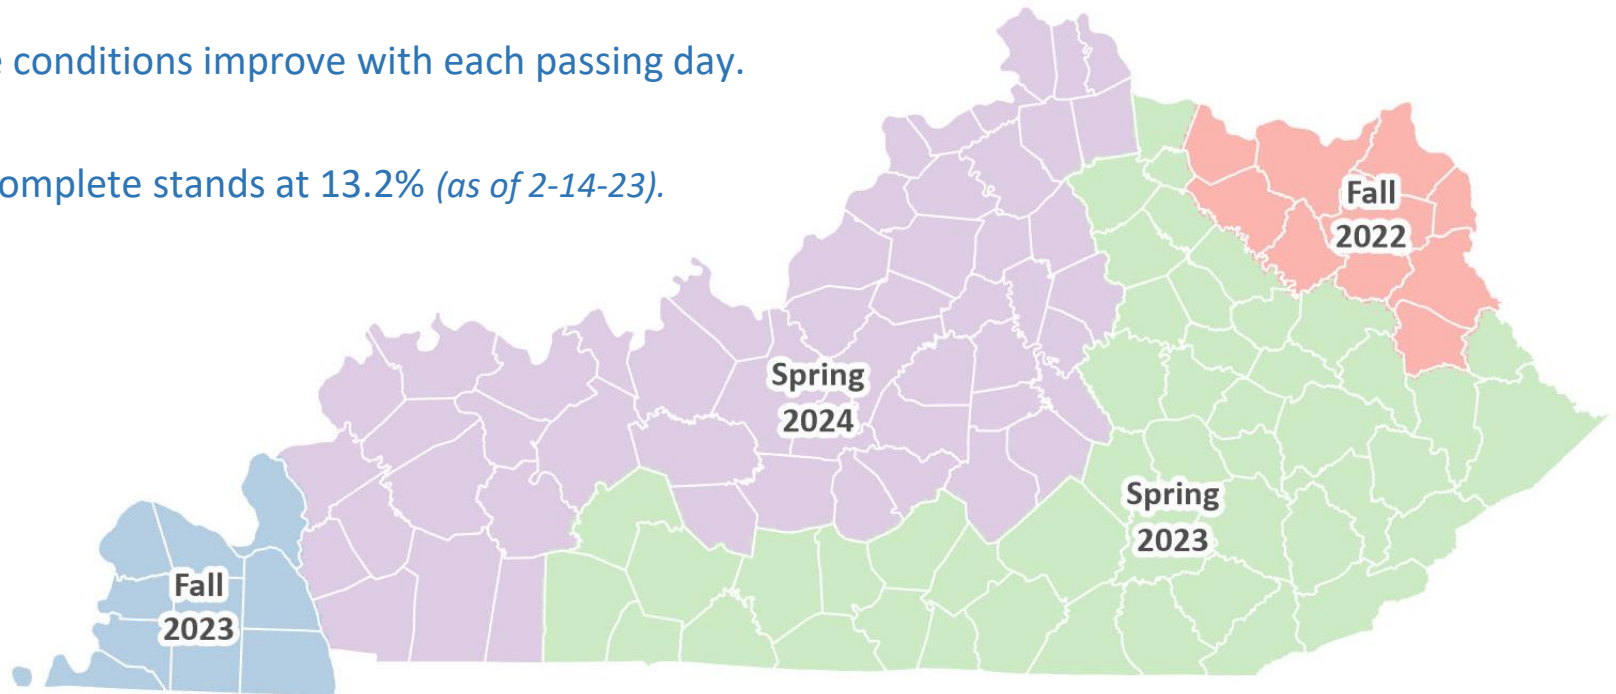 e conditions improve with each passing day.
omplete stands at 13.2% (as of 2-14-23).
Fall
2022
Spring
2024
Spring
2023
Fall
2023